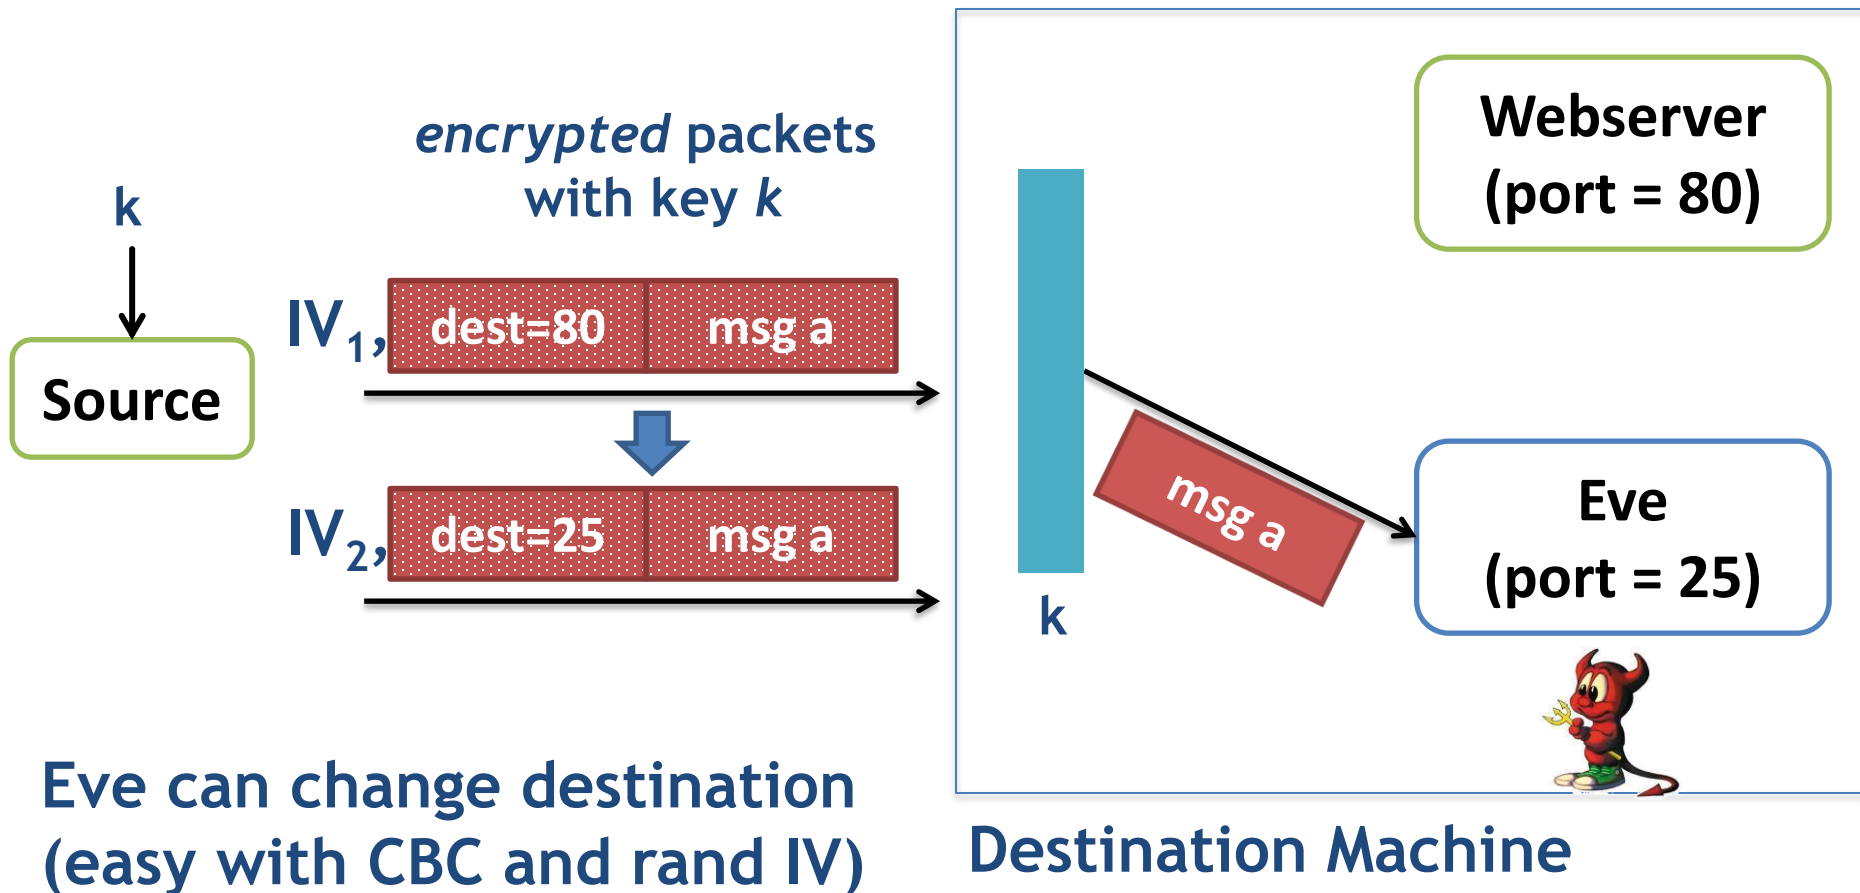 encrypted packets
with key k
k
Source
IV₁, dest=80 msg a
IV₂, dest=25 msg a
k
msg a
Webserver
(port = 80)
Eve
(port = 25)
Eve can change destination
(easy with CBC and rand IV)
Destination Machine